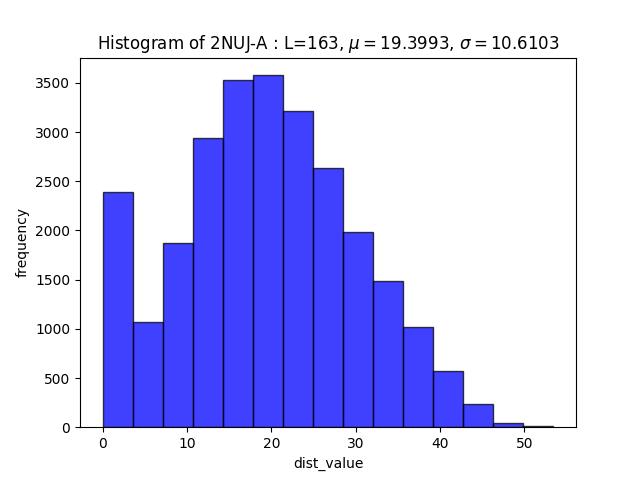 Histogram of 2NUJ-A : L=163, μ = 19.3993, σ = 10.6103
3500
3000
2500
2000
1500
1000
500
0
frequency
0 10 20 30 40 50
dist_value